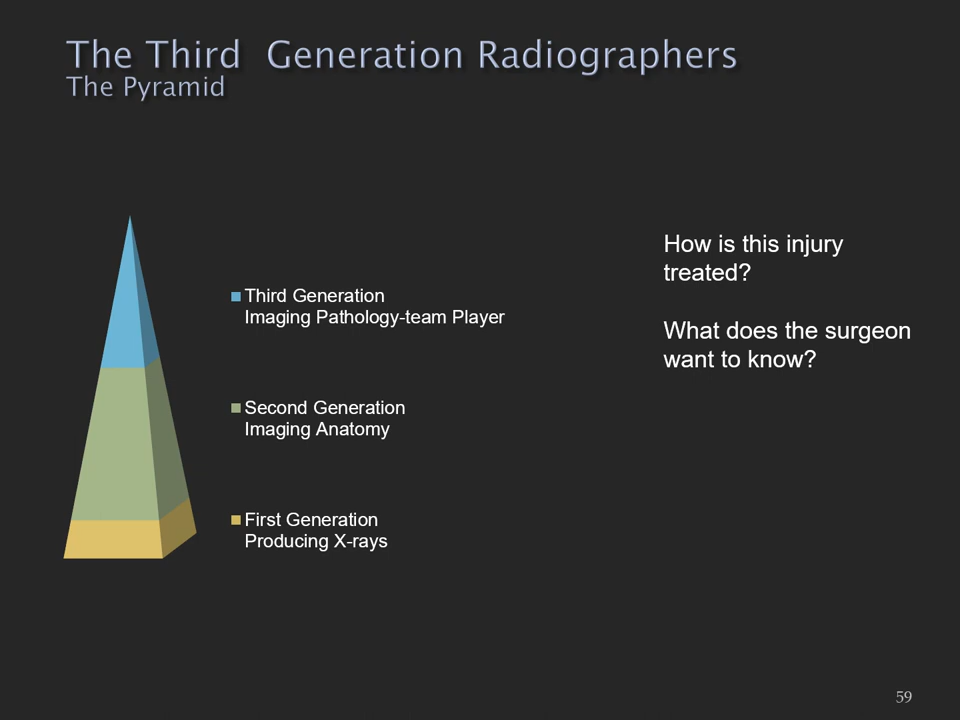 The Third  Generation Radiographers
The Pyramid
Third Generation
Imaging Pathology-team Player
Second Generation
Imaging Anatomy
First Generation
Producing X-rays
How is this injury
treated?
What does the surgeon
want to know?
59